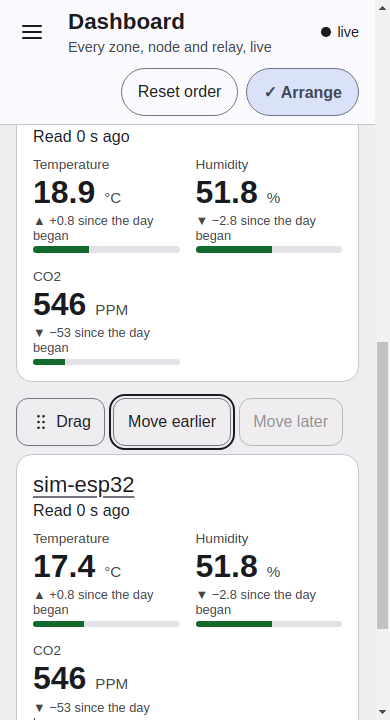 Dashboard
Every zone, node and relay, live
live
Reset order
✓ Arrange
Read 0 s ago
Temperature
18.9 °C
▲ +0.8 since the day
began
Humidity
51.8 %
▼ −2.8 since the day
began
CO2
546 PPM
▼ −53 since the day
began
Drag
Move earlier
Move later
sim-esp32
Read 0 s ago
Temperature
17.4 °C
▲ +0.8 since the day
began
Humidity
51.8 %
▼ −2.8 since the day
began
CO2
546 PPM
▼ −53 since the day